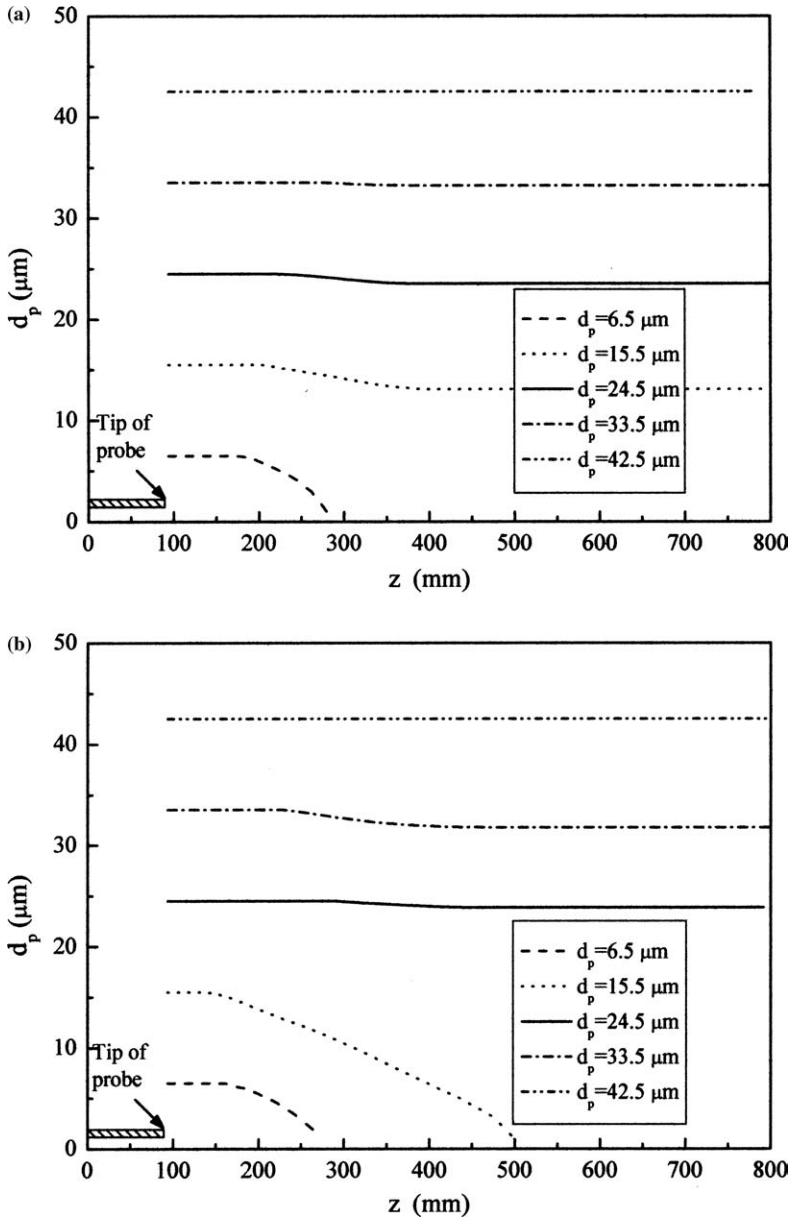 (a)
50
40
30
20
10
0
d_p (μm)
d_p=6.5 μm
d_p=15.5 μm
d_p=24.5 μm
d_p=33.5 μm
d_p=42.5 μm
Tip of
probe
0 100 200 300 400 500 600 700 800
z (mm)
(b)
50
40
30
20
10
0
d_p (μm)
d_p=6.5 μm
d_p=15.5 μm
d_p=24.5 μm
d_p=33.5 μm
d_p=42.5 μm
Tip of
probe
0 100 200 300 400 500 600 700 800
z (mm)